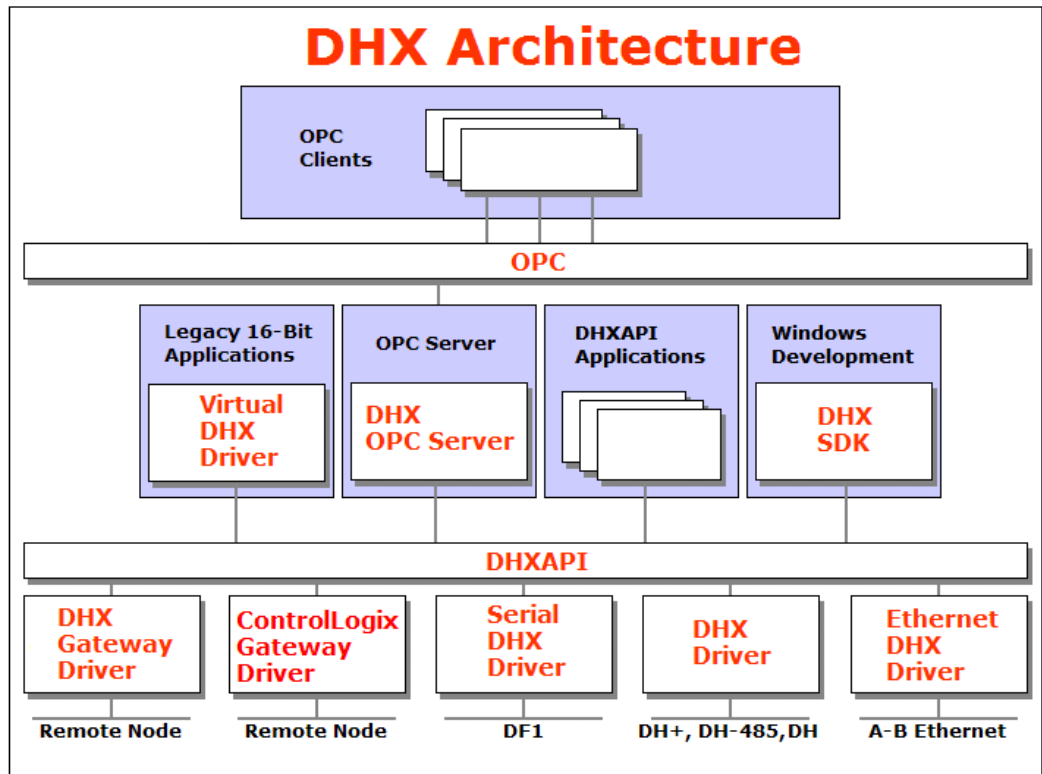 DHX Architecture
OPC
Clients
OPC
Legacy 16-Bit
Applications
Virtual
DHX
Driver
OPC Server
DHX
OPC Server
DHXAPI
Applications
Windows
Development
DHX
SDK
DHXAPI
DHX
Gateway
Driver
ControlLogix
Gateway
Driver
Serial
DHX
Driver
DHX
Driver
Ethernet
DHX
Driver
Remote Node
Remote Node
DF1
DH+, DH-485,DH
A-B Ethernet